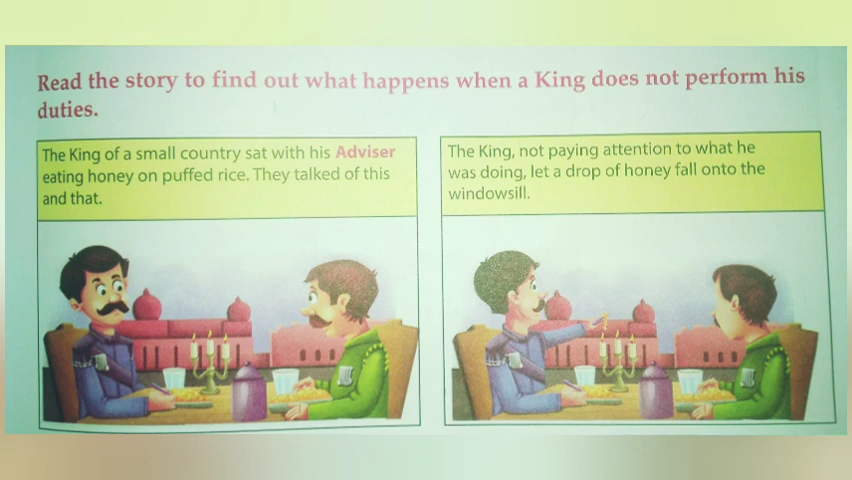 Read the story to find out what happens when a King does not perform his
duties.
The King of a small country sat with his Adviser
eating honey on puffed rice. They talked of this
and that.
The King, not paying attention to what he
was doing, let a drop of honey fall onto the
windowsill.